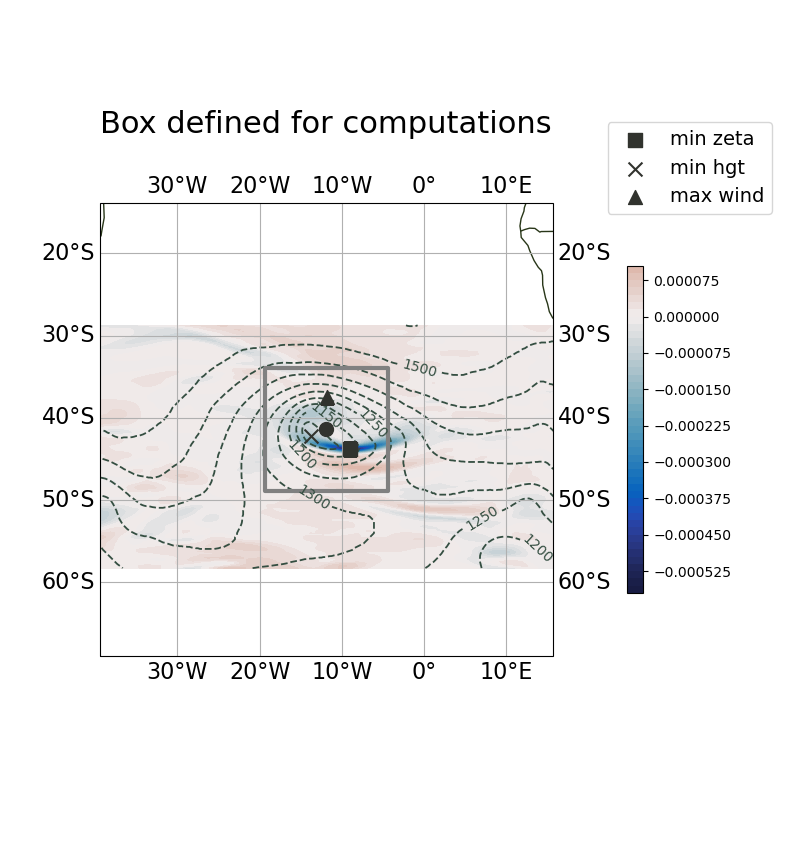 Box defined for computations
min zeta
min hgt
max wind
30°W 20°W 10°W 0° 10°E
20°S 20°S
30°S 30°S
40°S 40°S
50°S 50°S
60°S 60°S
30°W 20°W 10°W 0° 10°E
1500
1150
1250
1200
1300
1250
1200
0.000075
0.000000
−0.000075
−0.000150
−0.000225
−0.000300
−0.000375
−0.000450
−0.000525